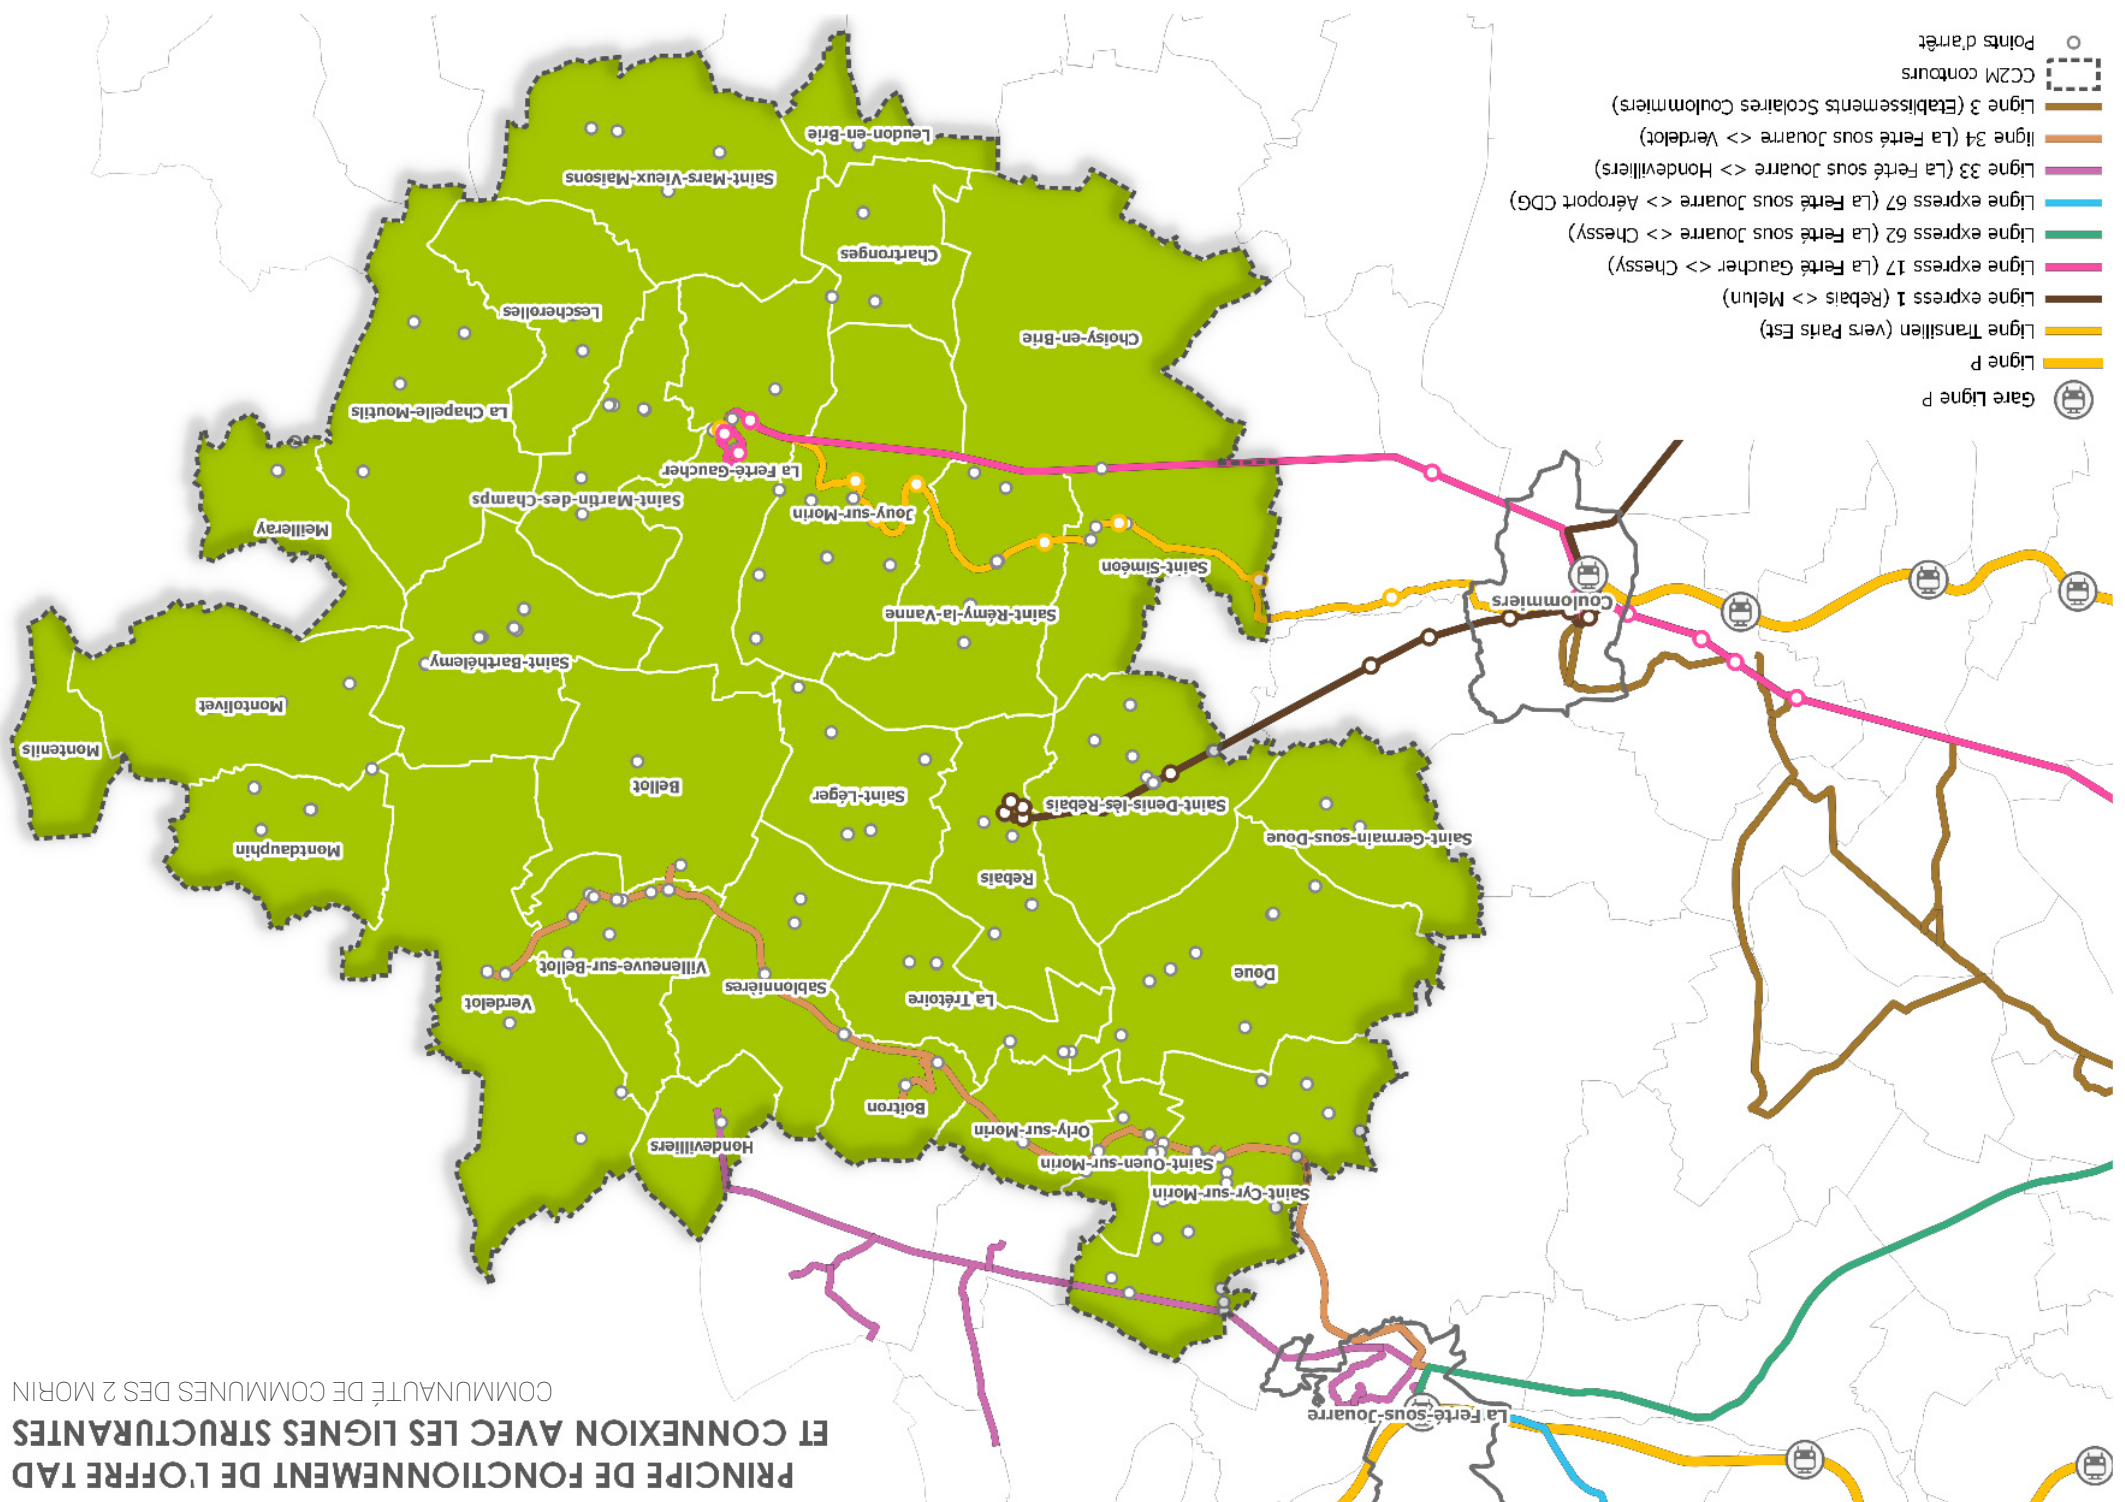 PRINCIPE DE FONCTIONNEMENT DE L'OFFRE TAD
ET CONNEXION AVEC LES LIGNES STRUCTURANTES
COMMUNAUTÉ DE COMMUNES DES 2 MORIN
La-Ferté-sous-Jouarre
Saint-Cyr-sur-Morin
Saint-Ouen-sur-Morin
Orly-sur-Morin
Hondevilliers
Boitron
Verdelot
La Trétoire
Sablonnières
Doue
Villeneuve-sur-Bellot
Rebais
Montdauphin
Saint-Germain-sous-Doue
Saint-Denis-lès-Rebais
Saint-Léger
Bellot
Montenils
Montolivet
Saint-Barthélemy
Saint-Rémy-la-Vanne
Coulommiers
Saint-Siméon
Meilleray
Jouy-sur-Morin
Saint-Martin-des-Champs
La Ferté-Gaucher
La Chapelle-Moutils
Choisy-en-Brie
Lescherolles
Chartronges
Saint-Mars-Vieux-Maisons
Leudon-en-Brie
Gare Ligne P
Ligne P
Ligne Transilien (vers Paris Est)
Ligne express 1 (Rebais <> Melun)
Ligne express 17 (La Ferté Gaucher <> Chessy)
Ligne express 62 (La Ferté sous Jouarre <> Chessy)
Ligne express 67 (La Ferté sous Jouarre <> Aéroport CDG)
Ligne 33 (La Ferté sous Jouarre <> Hondevilliers)
ligne 34 (La Ferté sous Jouarre <> Verdelot)
Ligne 3 (Etablissements Scolaires Coulommiers)
CC2M contours
Points d'arrêt